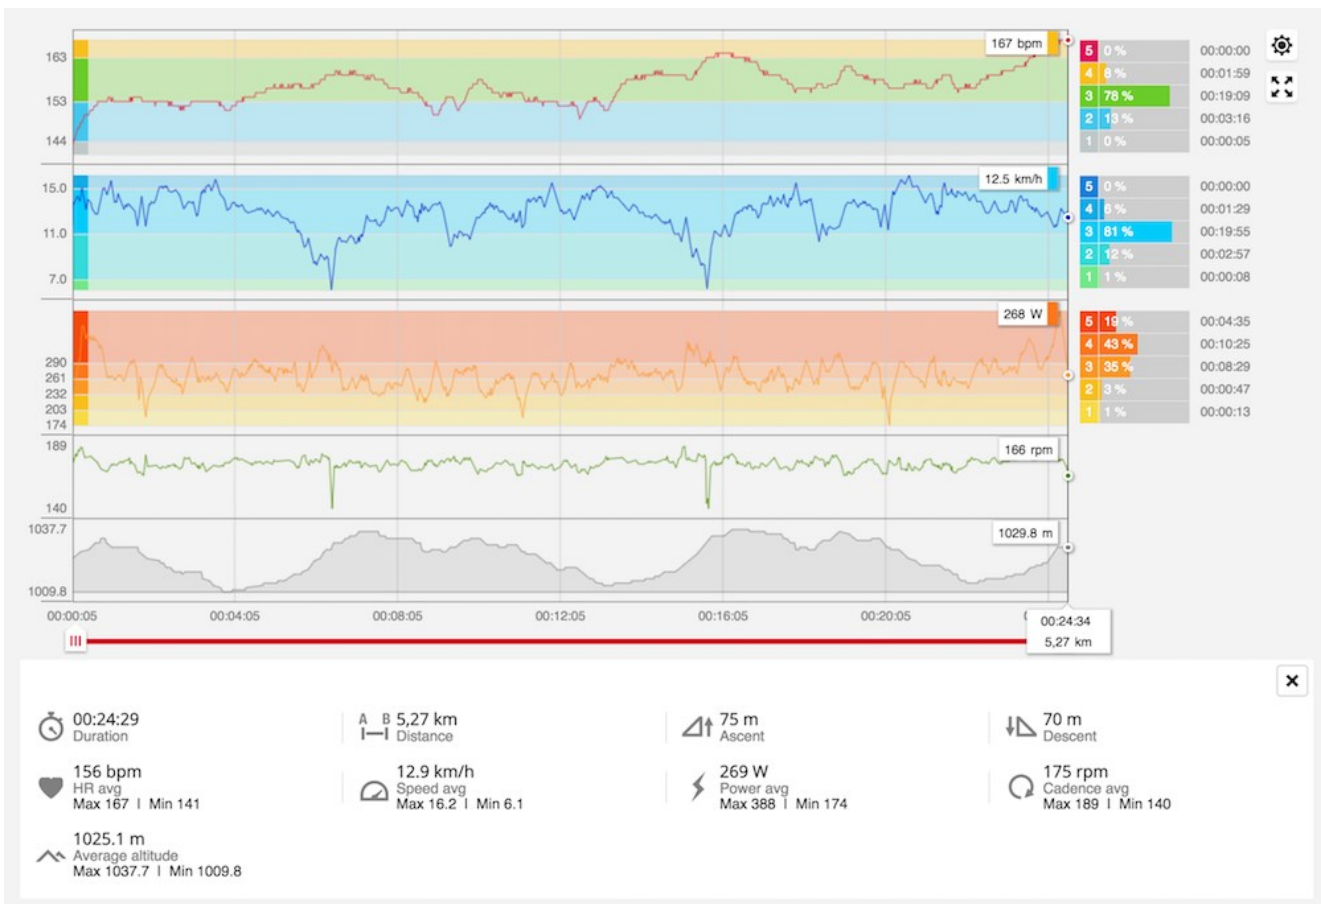 163
153
144
167 bpm
5 0 % 00:00:00
4 8 % 00:01:59
3 78 % 00:19:09
2 13 % 00:03:16
1 0 % 00:00:05
15.0
11.0
7.0
12.5 km/h
5 0 % 00:00:00
4 6 % 00:01:29
3 81 % 00:19:55
2 12 % 00:02:57
1 1 % 00:00:08
290
261
232
203
174
268 W
5 19 % 00:04:35
4 43 % 00:10:25
3 35 % 00:08:29
2 3 % 00:00:47
1 1 % 00:00:13
189
140
166 rpm
1037.7
1009.8
1029.8 m
00:00:05 00:04:05 00:08:05 00:12:05 00:16:05 00:20:05
00:24:34
5,27 km
00:24:29
Duration
A B 5,27 km
Distance
75 m
Ascent
70 m
Descent
156 bpm
HR avg
Max 167 | Min 141
12.9 km/h
Speed avg
Max 16.2 | Min 6.1
269 W
Power avg
Max 388 | Min 174
175 rpm
Cadence avg
Max 189 | Min 140
1025.1 m
Average altitude
Max 1037.7 | Min 1009.8